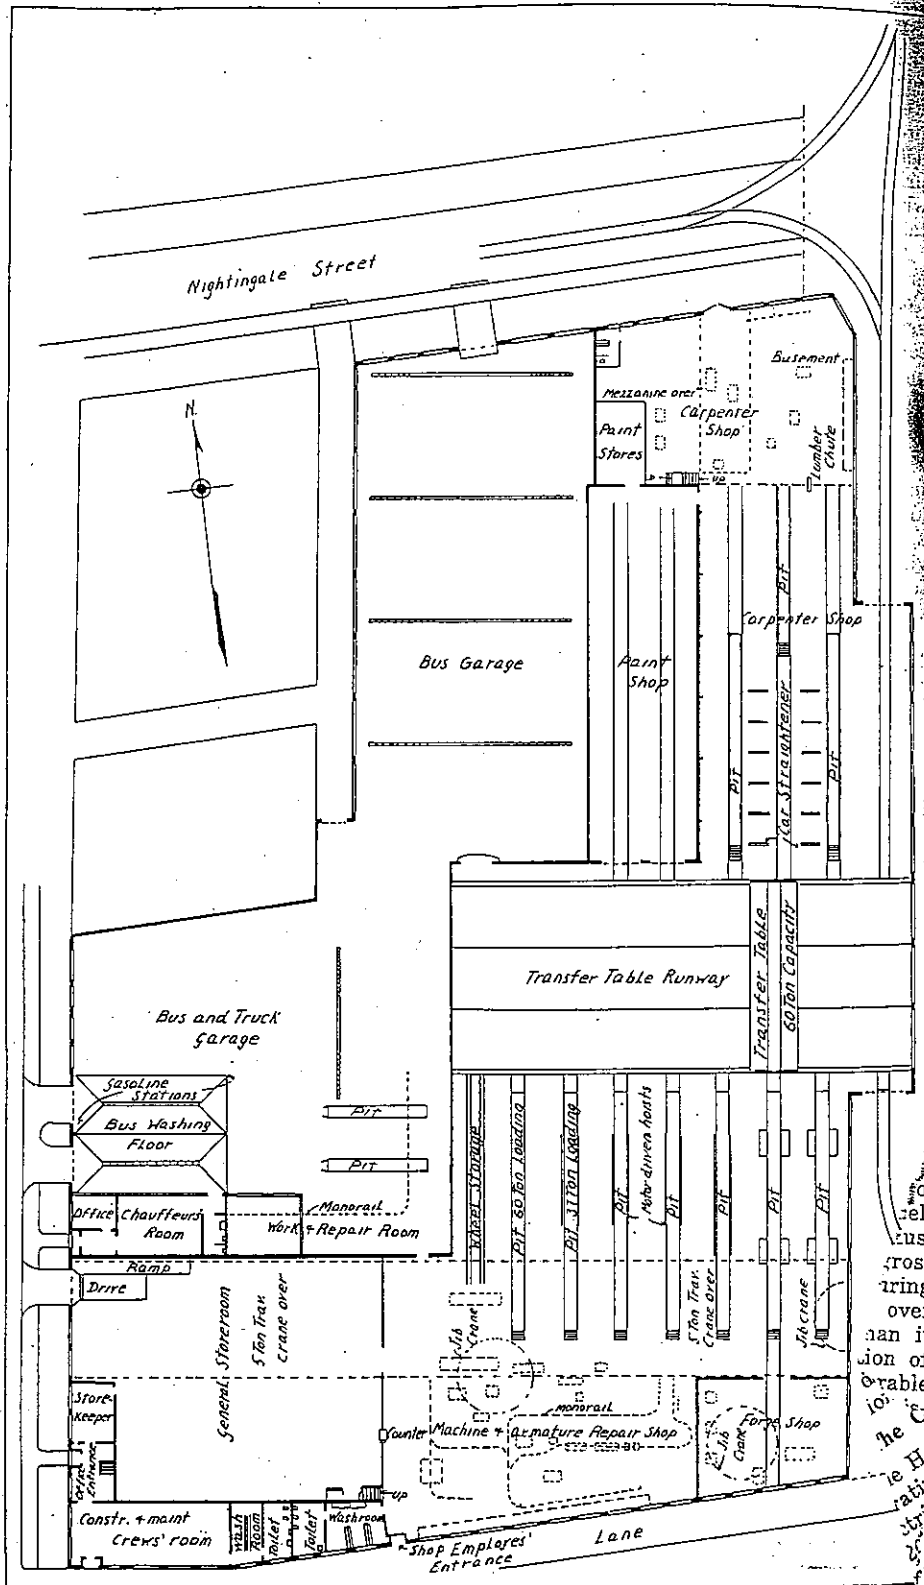 Nightingale Street
N.
Basement
Mezzanine over
Carpenter
Shop
Paint
Stores
Lumber
Chute
up
Pit
Carpenter Shop
Bus Garage
Paint
Shop
Car Straightener
Pit
Pit
Transfer Table Runway
Transfer Table
60 Ton Capacity
Bus and Truck
Garage
Gasoline
Stations
Bus Washing
Floor
Pit
Pit
Office
Chauffeurs'
Room
Monorail
Work & Repair Room
Wheel Storage
Pit 60 Ton Loading
Pit 31 Ton Loading
Pit
Motor driven hoists
Pit
Pit
Pit
Pit
Ramp
Drive
General Storeroom
5 Ton Trav.
crane over
Jib
Crane
5 Ton Trav.
Crane over
Jib crane
Store-
Keeper
Office
Entrance
Counter
Machine & Armature Repair Shop
Monorail
Forge Shop
Jib
Crane
up
Constr. & maint
Crews' room
Wash
Room
Toilet
Toilet
Washroom
Shop Employes'
Entrance
Lane
over